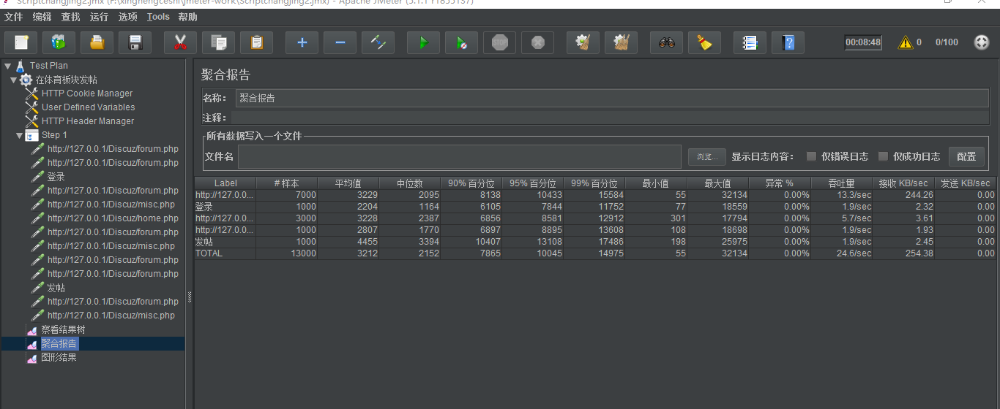 Scriptchangjing2.jmx (F:\xinghengceshi\jmeter-work\Scriptchangjing2.jmx) - Apache JMeter (5.1.1 r1855137)
文件 编辑 查找 运行 选项 Tools 帮助
STOP 00:08:48 0 0/100
Test Plan
在体育板块发帖
HTTP Cookie Manager
User Defined Variables
HTTP Header Manager
Step 1
http://127.0.0.1/Discuz/forum.php
http://127.0.0.1/Discuz/forum.php
登录
http://127.0.0.1/Discuz/forum.php
http://127.0.0.1/Discuz/misc.php
http://127.0.0.1/Discuz/home.php
http://127.0.0.1/Discuz/forum.php
http://127.0.0.1/Discuz/misc.php
http://127.0.0.1/Discuz/forum.php
http://127.0.0.1/Discuz/forum.php
发帖
http://127.0.0.1/Discuz/forum.php
http://127.0.0.1/Discuz/misc.php
察看结果树
聚合报告
图形结果
聚合报告
名称： 聚合报告
注释：
所有数据写入一个文件
文件名 浏览... 显示日志内容： 仅错误日志 仅成功日志 配置
Label # 样本 平均值 中位数 90% 百分位 95% 百分位 99% 百分位 最小值 最大值 异常 % 吞吐量 接收 KB/sec 发送 KB/sec
http://127.0.0... 7000 3229 2095 8138 10433 15584 55 32134 0.00% 13.3/sec 244.26 0.00
登录 1000 2204 1164 6105 7844 11752 77 18559 0.00% 1.9/sec 2.32 0.00
http://127.0.0... 3000 3228 2387 6856 8581 12912 301 17794 0.00% 5.7/sec 3.61 0.00
http://127.0.0... 1000 2807 1770 6897 8895 13608 108 18698 0.00% 1.9/sec 1.93 0.00
发帖 1000 4455 3394 10407 13108 17486 198 25975 0.00% 1.9/sec 2.45 0.00
TOTAL 13000 3212 2152 7865 10045 14975 55 32134 0.00% 24.6/sec 254.38 0.00